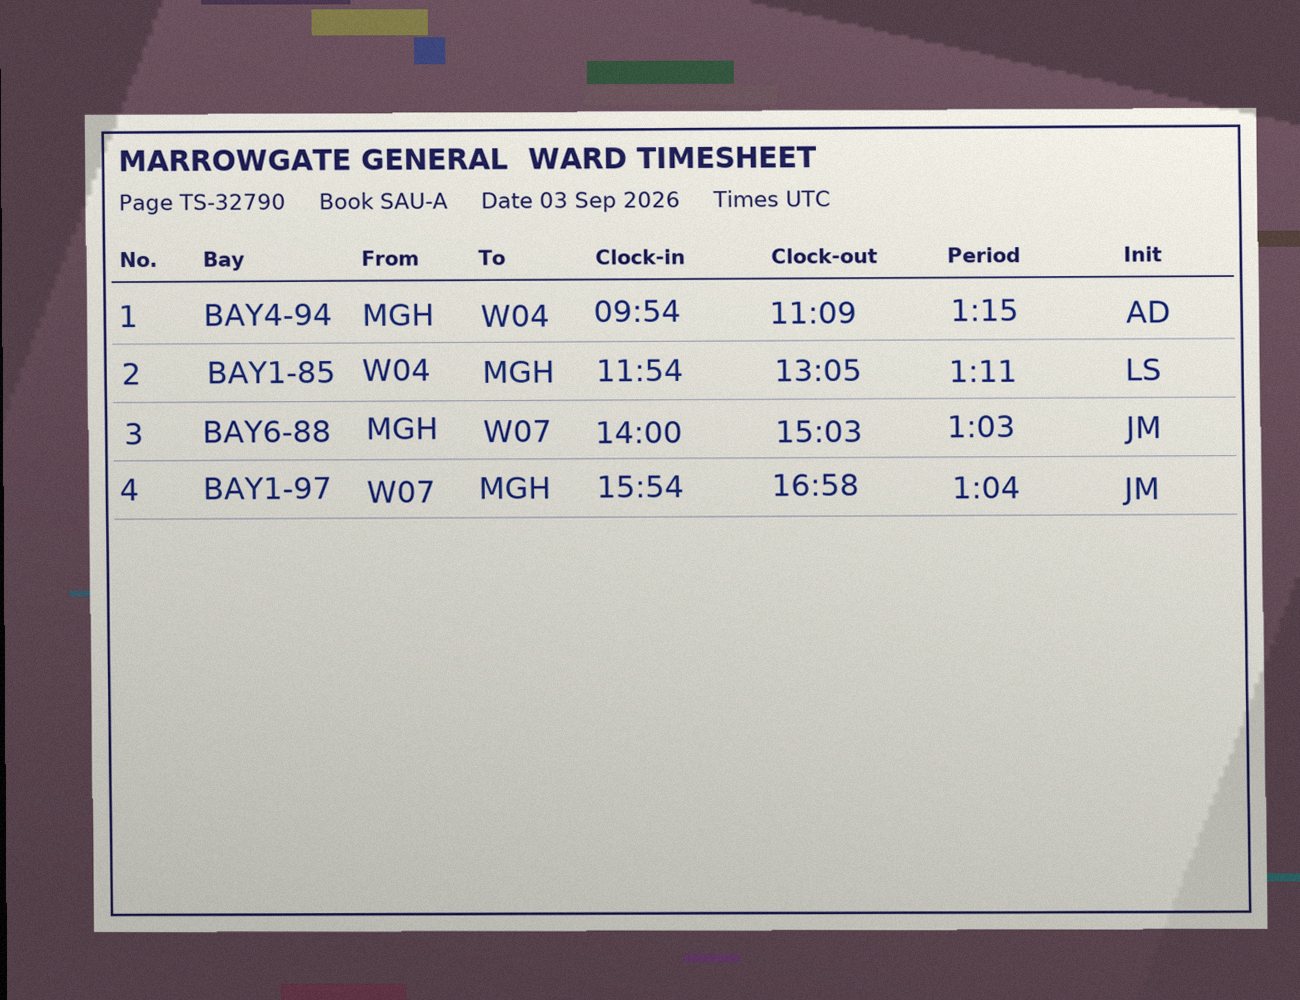 MARROWGATE GENERAL WARD TIMESHEET
Page TS-32790 Book SAU-A Date 03 Sep 2026 Times UTC
No. Bay From To Clock-in Clock-out Period Init
1 BAY4-94 MGH W04 09:54 11:09 1:15 AD
2 BAY1-85 W04 MGH 11:54 13:05 1:11 LS
3 BAY6-88 MGH W07 14:00 15:03 1:03 JM
4 BAY1-97 W07 MGH 15:54 16:58 1:04 JM